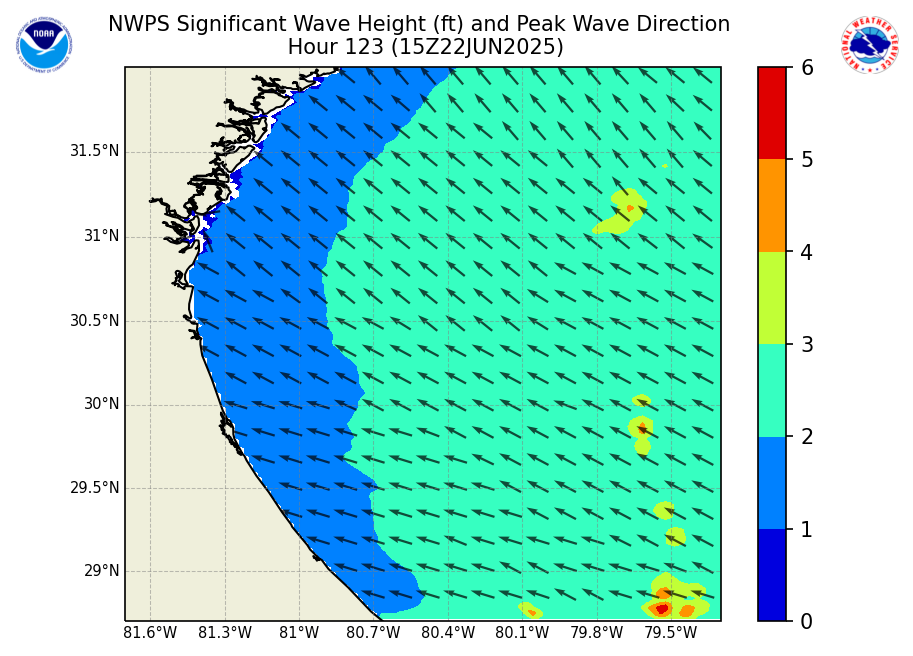 NWPS Significant Wave Height (ft) and Peak Wave Direction
Hour 123 (15Z22JUN2025)
NOAA
NATIONAL WEATHER SERVICE
31.5°N
31°N
30.5°N
30°N
29.5°N
29°N
81.6°W 81.3°W 81°W 80.7°W 80.4°W 80.1°W 79.8°W 79.5°W
6
5
4
3
2
1
0